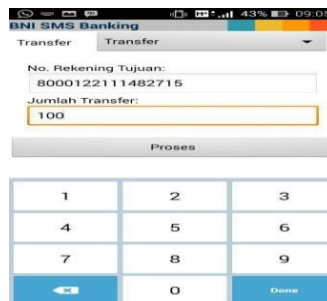 43% 09:03
BNI SMS Banking
Transfer Transfer
No. Rekening Tujuan:
8000122111482715
Jumlah Transfer:
100
Proses
1 2 3
4 5 6
7 8 9
0 Done